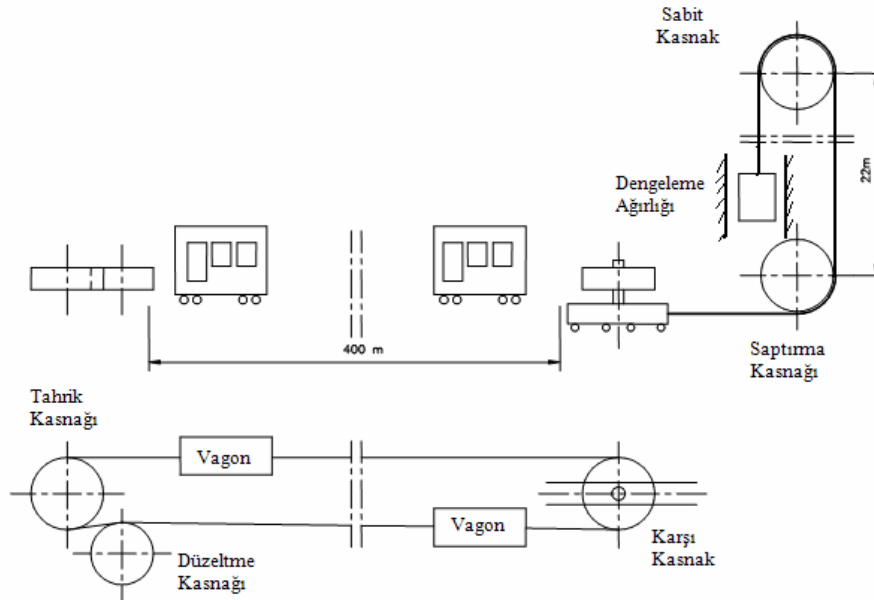 Sabit
Kasnak
Dengeleme
Ağırlığı
22m
400 m
Saptırma
Kasnağı
Tahrik
Kasnağı
Vagon
Vagon
Düzeltme
Kasnağı
Karşı
Kasnak